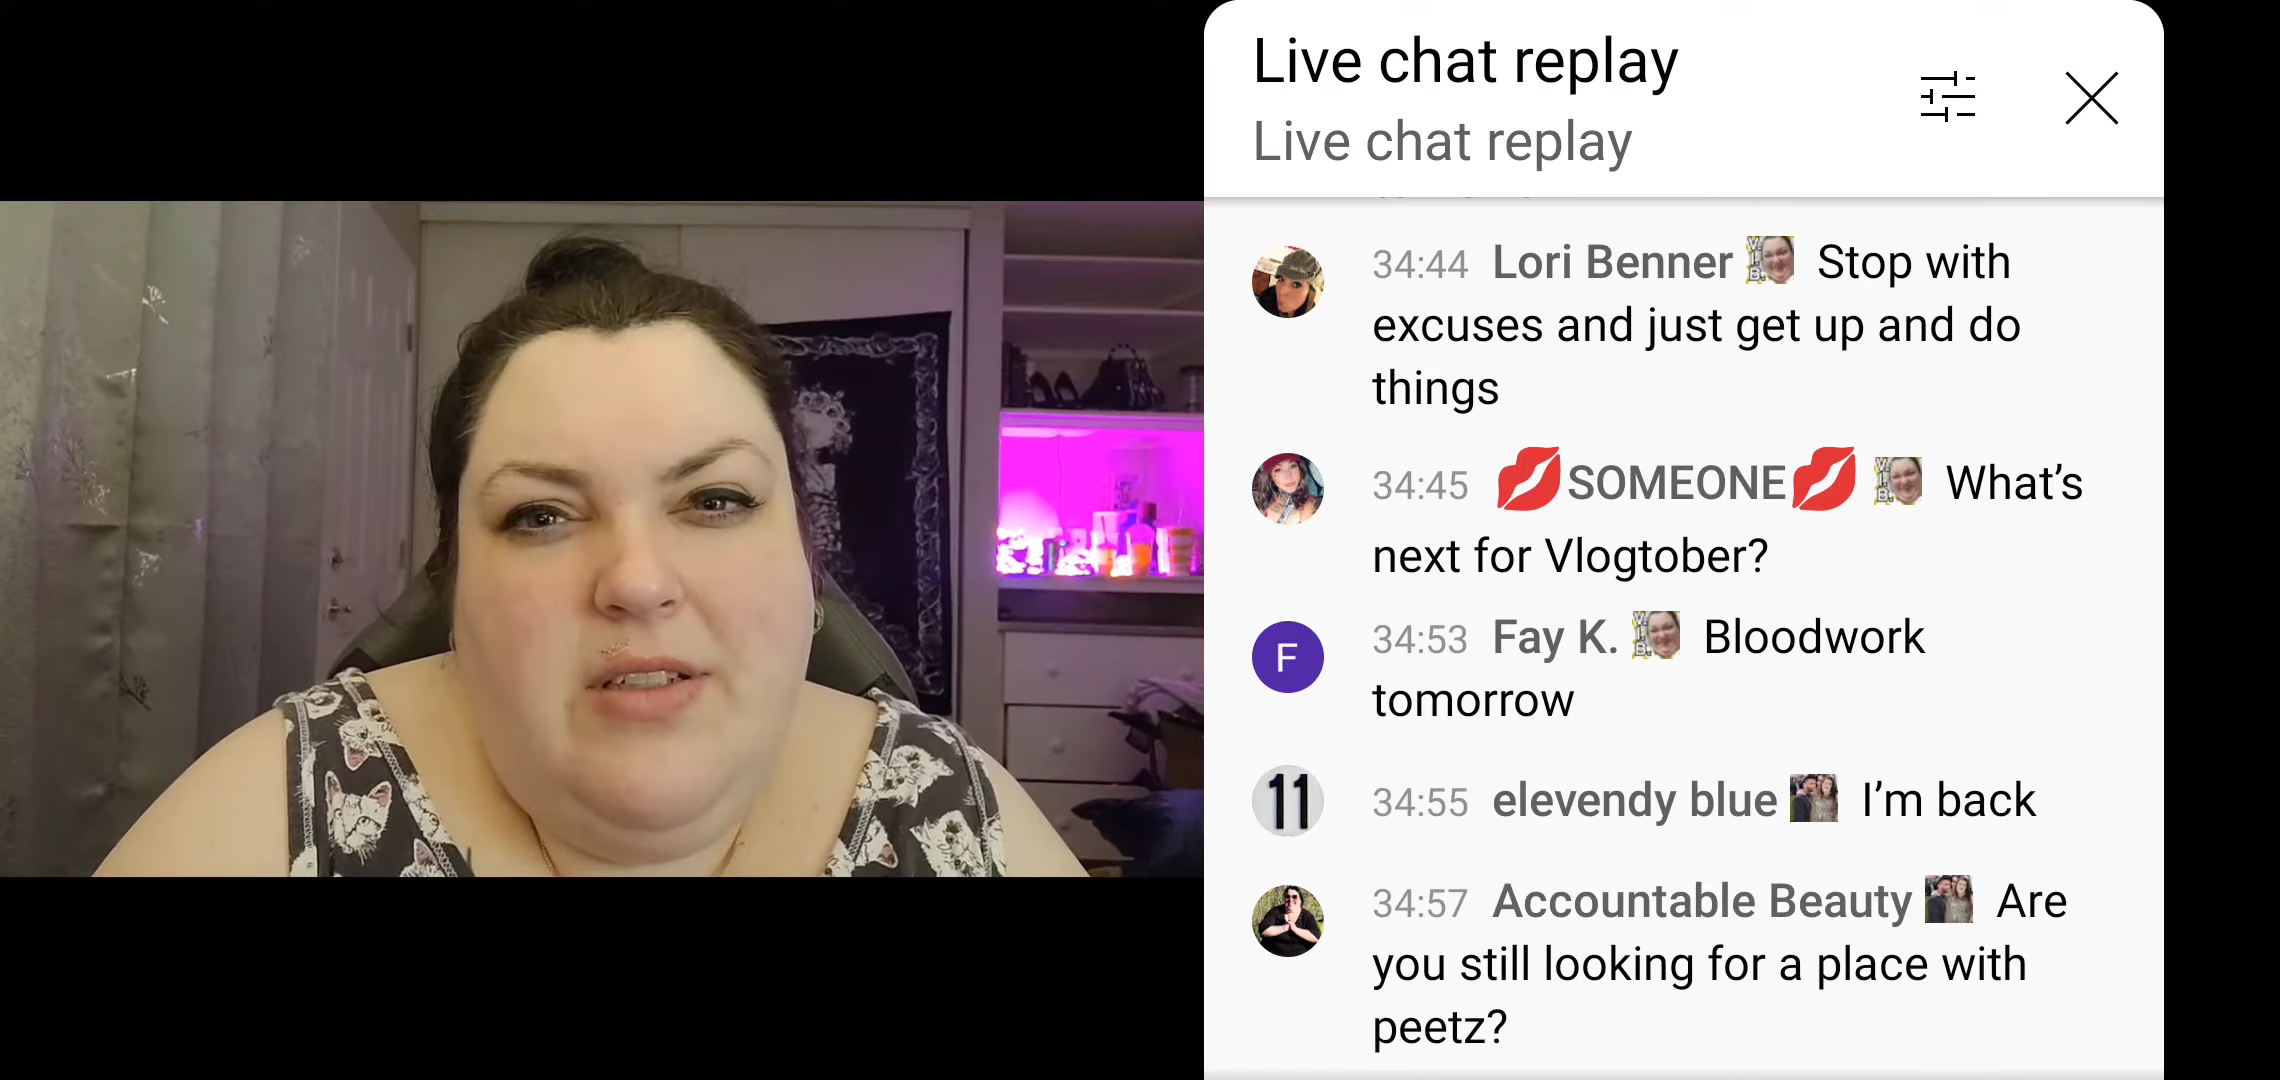 Live chat replay
Live chat replay
34:44 Lori Benner Stop with
excuses and just get up and do
things
34:45 💋SOMEONE💋 What's
next for Vlogtober?
F 34:53 Fay K. Bloodwork
tomorrow
11 34:55 elevendy blue I'm back
34:57 Accountable Beauty Are
you still looking for a place with
peetz?